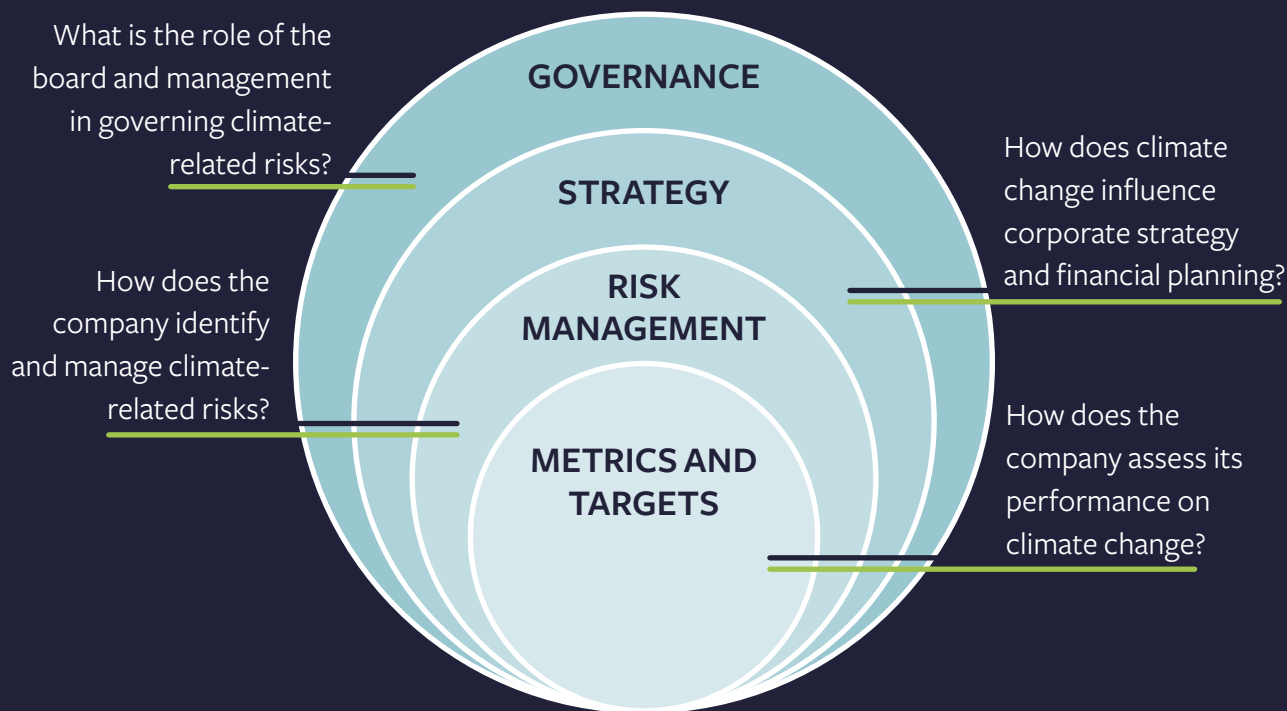 What is the role of the
board and management
in governing climate-
related risks?
GOVERNANCE
How does climate
change influence
corporate strategy
and financial planning?
STRATEGY
How does the
company identify
and manage climate-
related risks?
RISK
MANAGEMENT
How does the
company assess its
performance on
climate change?
METRICS AND
TARGETS